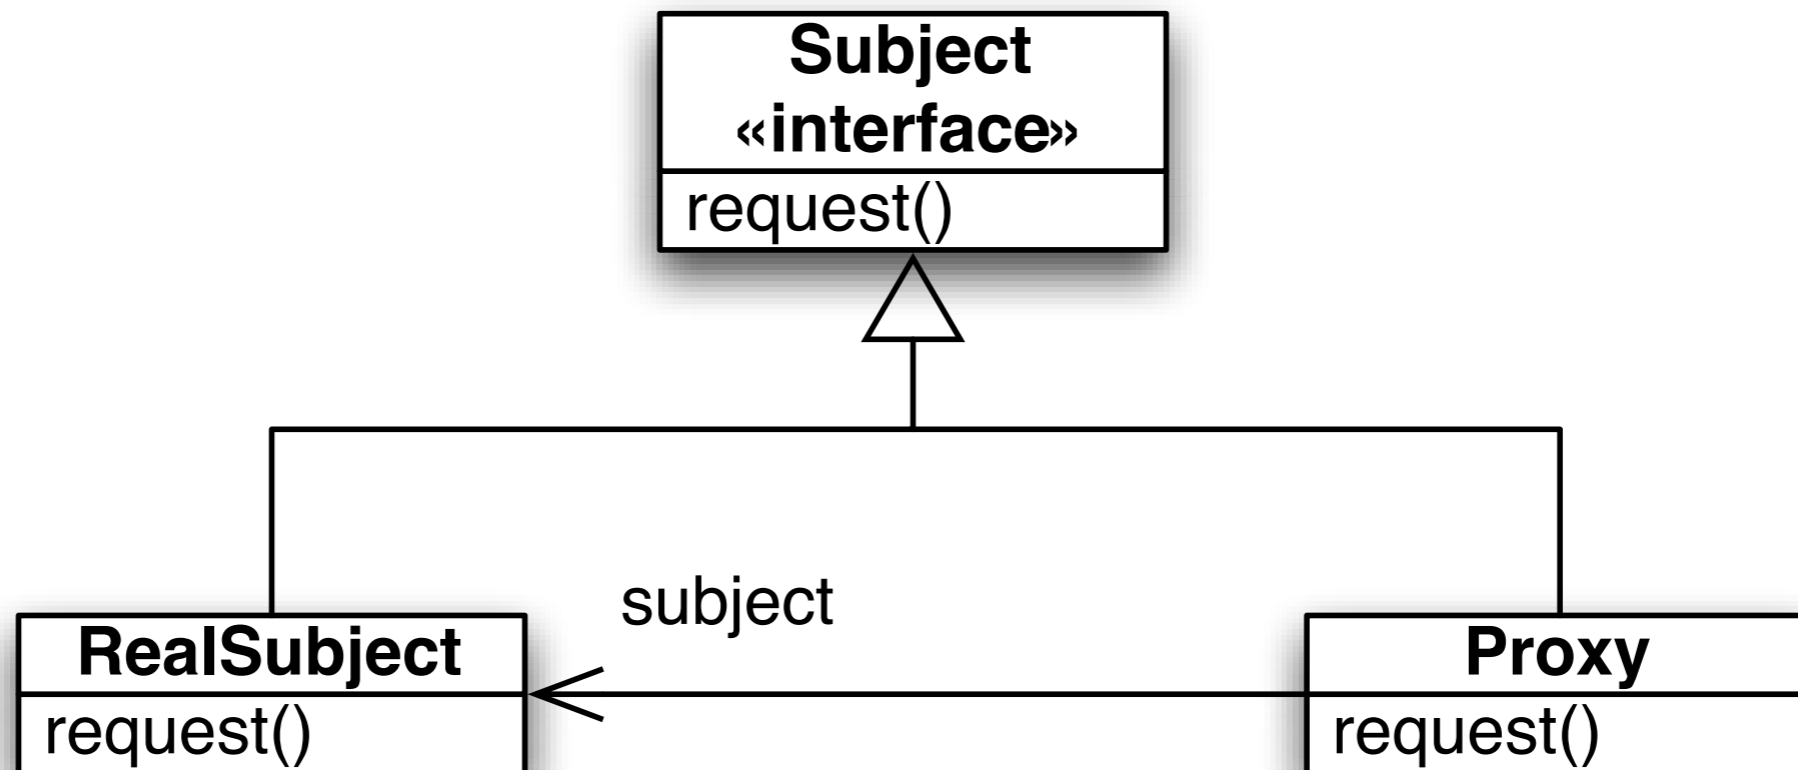 Subject
«interface»
request()
subject
RealSubject
request()
Proxy
request()